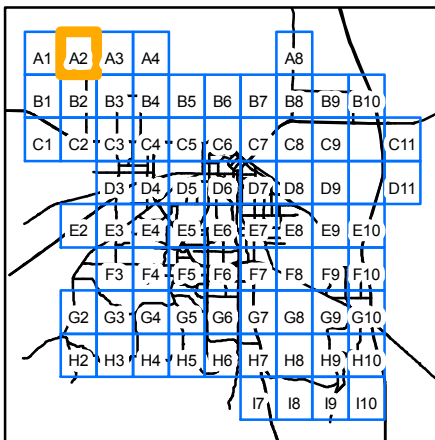 A1 A2 A3 A4 A8
B1 B2 B3 B4 B5 B6 B7 B8 B9 B10
C1 C2 C3 C4 C5 C6 C7 C8 C9 C11
D3 D4 D5 D6 D7 D8 D9 D11
E2 E3 E4 E5 E6 E7 E8 E9 E10
F3 F4 F5 F6 F7 F8 F9 F10
G2 G3 G4 G5 G6 G7 G8 G9 G10
H2 H3 H4 H5 H6 H7 H8 H9 H10
I7 I8 I9 I10